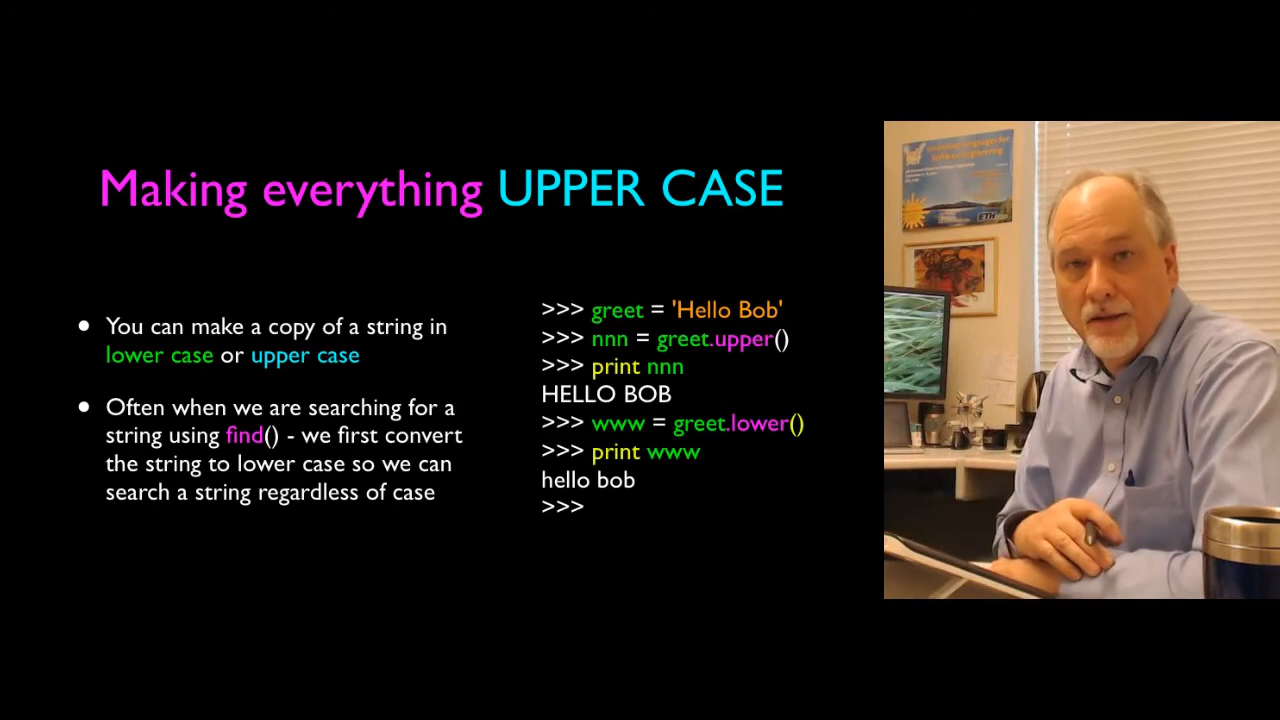 Making everything UPPER CASE
• You can make a copy of a string in
lower case or upper case
• Often when we are searching for a
string using find() - we first convert
the string to lower case so we can
search a string regardless of case
>>> greet = 'Hello Bob'
>>> nnn = greet.upper()
>>> print nnn
HELLO BOB
>>> www = greet.lower()
>>> print www
hello bob
>>>
Software Engineering
ETH